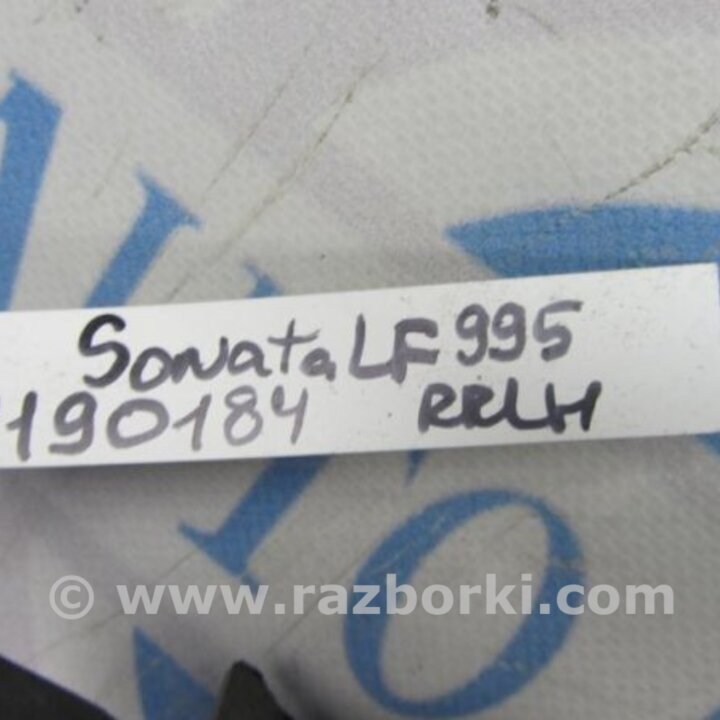 Sonata LF 995
190184 RRLH
© www.razborki.com